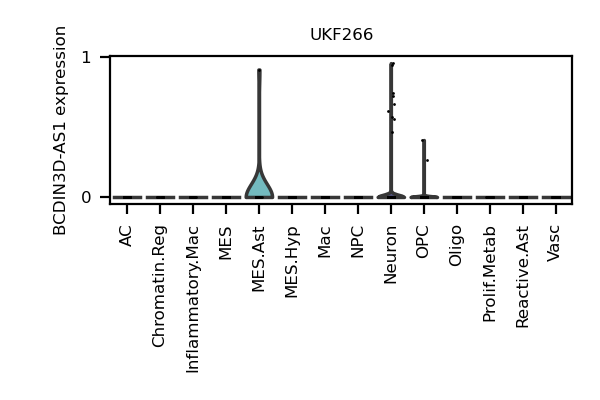 UKF266
BCDIN3D-AS1 expression
1
0
AC
Chromatin.Reg
Inflammatory.Mac
MES
MES.Ast
MES.Hyp
Mac
NPC
Neuron
OPC
Oligo
Prolif.Metab
Reactive.Ast
Vasc